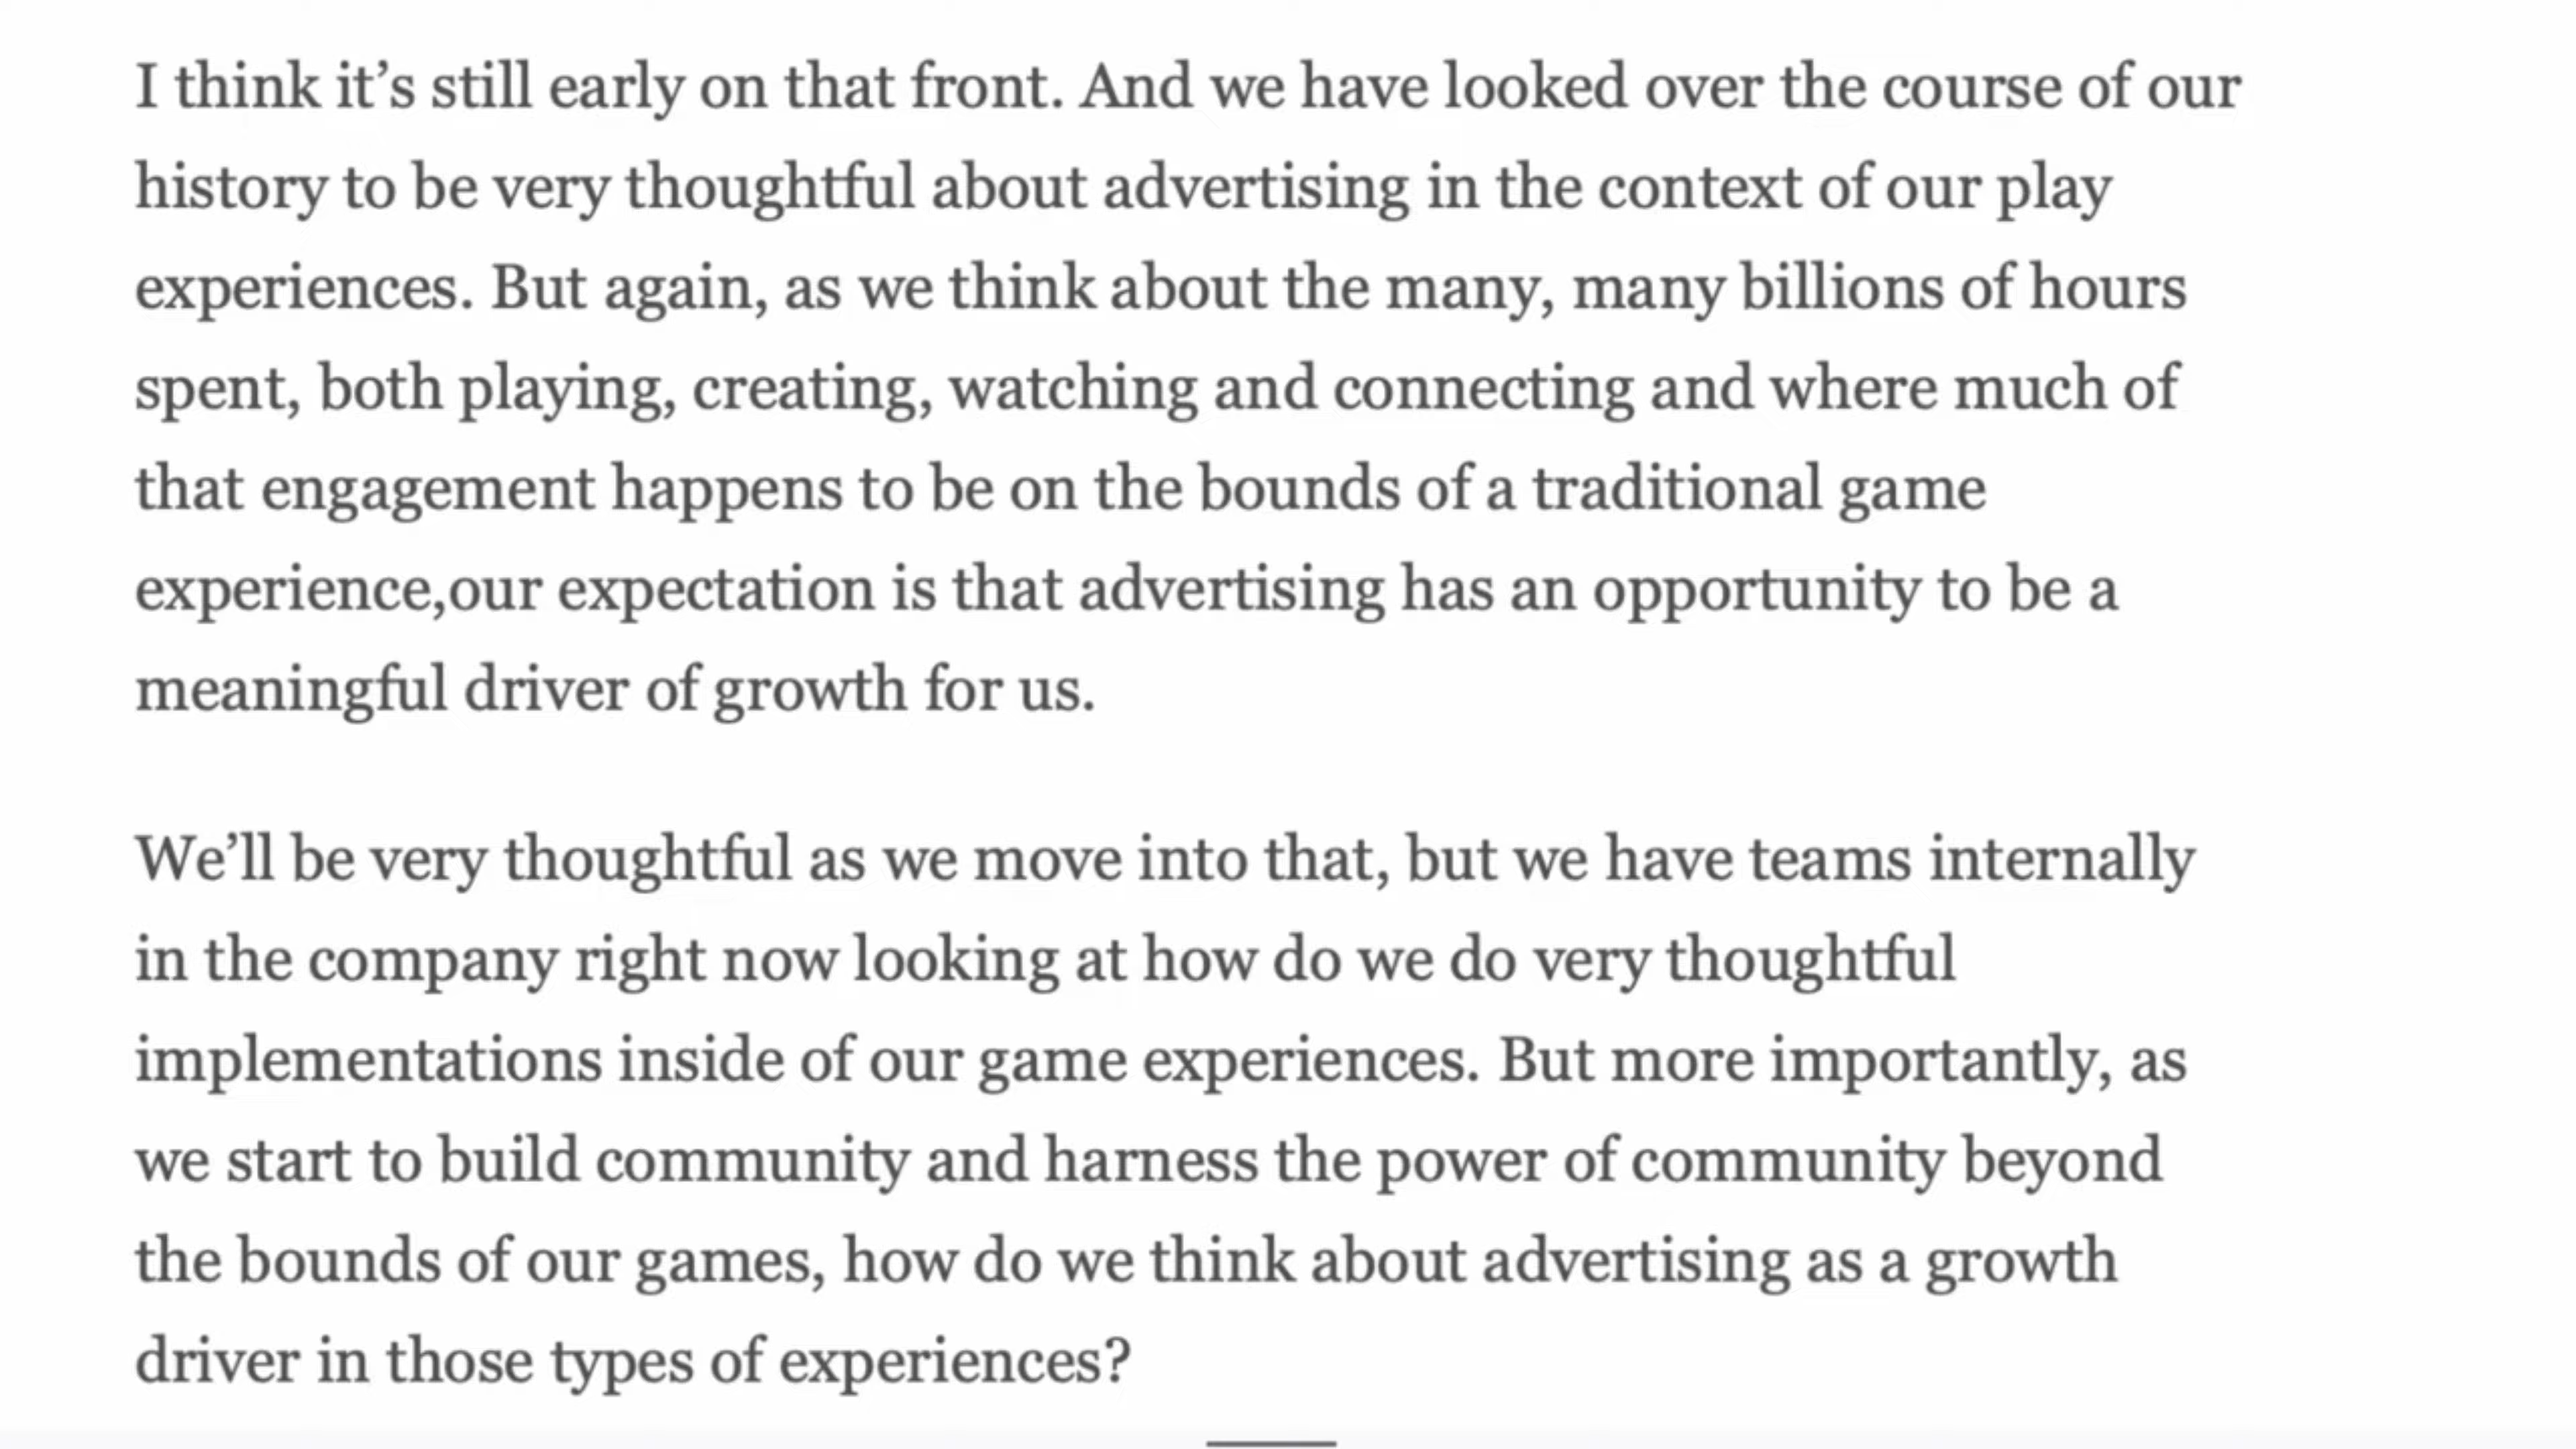 I think it’s still early on that front. And we have looked over the course of our
history to be very thoughtful about advertising in the context of our play
experiences. But again, as we think about the many, many billions of hours
spent, both playing, creating, watching and connecting and where much of
that engagement happens to be on the bounds of a traditional game
experience,our expectation is that advertising has an opportunity to be a
meaningful driver of growth for us.
We’ll be very thoughtful as we move into that, but we have teams internally
in the company right now looking at how do we do very thoughtful
implementations inside of our game experiences. But more importantly, as
we start to build community and harness the power of community beyond
the bounds of our games, how do we think about advertising as a growth
driver in those types of experiences?